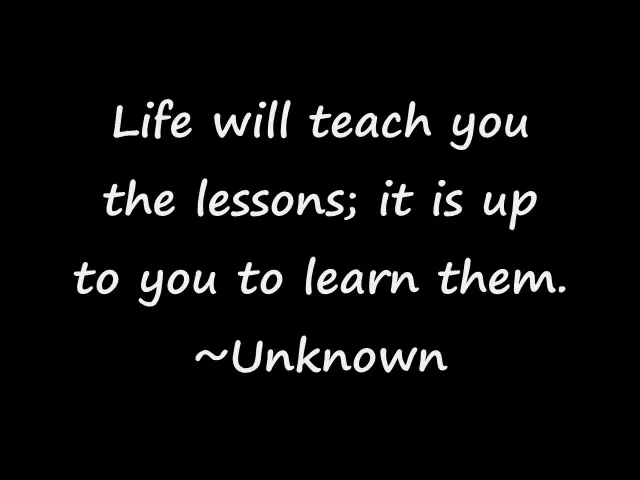 Life will teach you
the lessons; it is up
to you to learn them.
~Unknown